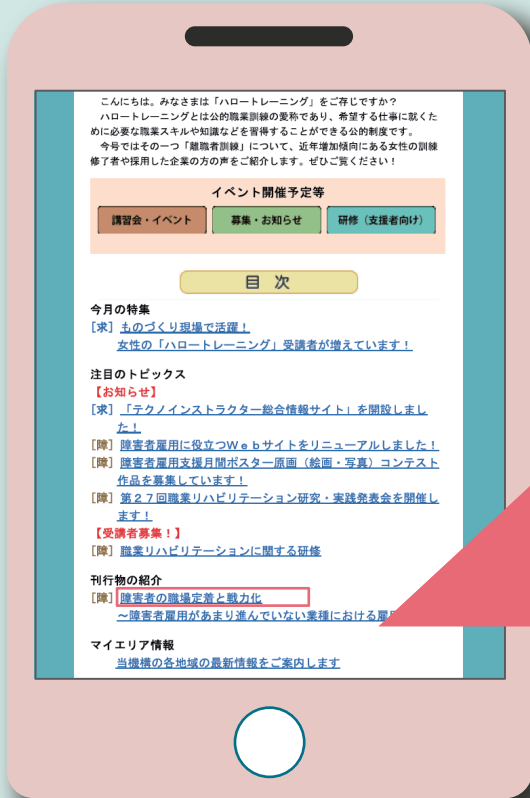 こんにちは。みなさまは「ハロートレーニング」をご存じですか？
ハロートレーニングとは公的職業訓練の愛称であり、希望する仕事に就くた
めに必要な職業スキルや知識などを習得することができる公的制度です。
今号ではその一つ「離職者訓練」について、近年増加傾向にある女性の訓練
修了者や採用した企業の方の声をご紹介します。ぜひご覧ください！
イベント開催予定等
講習会・イベント 募集・お知らせ 研修（支援者向け）
目 次
今月の特集
［求］ものづくり現場で活躍！
女性の「ハロートレーニング」受講者が増えています！
注目のトピックス
【お知らせ】
［求］「テクノインストラクター総合情報サイト」を開設しまし
た！
［障］障害者雇用に役立つＷｅｂサイトをリニューアルしました！
［障］障害者雇用支援月間ポスター原画（絵画・写真）コンテスト
作品を募集しています！
［障］第２７回職業リハビリテーション研究・実践発表会を開催し
ます！
【受講者募集！】
［障］職業リハビリテーションに関する研修
刊行物の紹介
［障］障害者の職場定着と戦力化
～障害者雇用があまり進んでいない業種における雇
マイエリア情報
当機構の各地域の最新情報をご案内します